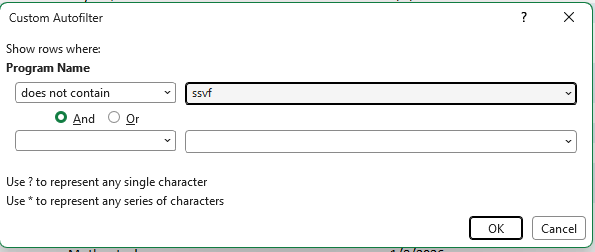 Custom Autofilter ? ×
Show rows where:
Program Name
does not contain ssvf
And Or
Use ? to represent any single character
Use * to represent any series of characters
OK Cancel